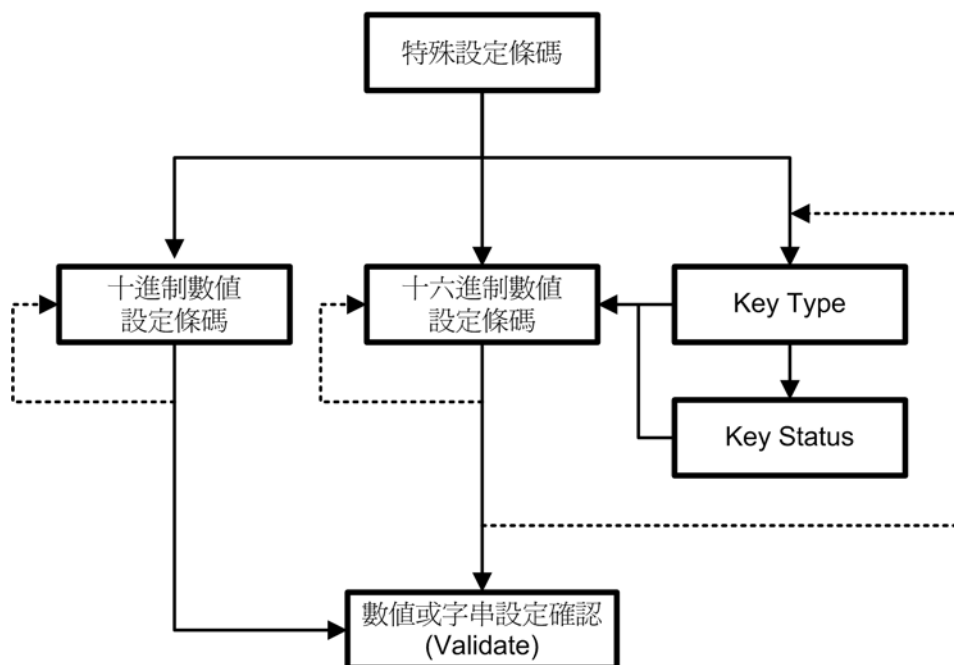 特殊設定條碼
十進制數值
設定條碼
十六進制數值
設定條碼
Key Type
Key Status
數值或字串設定確認
(Validate)